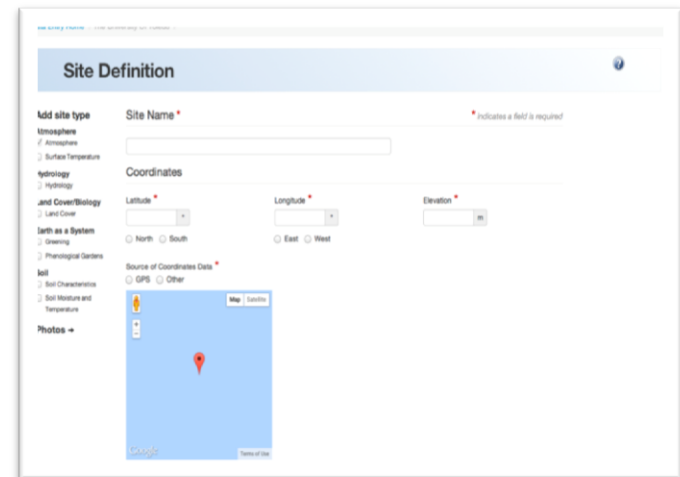 Site Definition
Add site type
Site Name *
* indicates a field is required
Atmosphere
Atmosphere
Surface Temperature
Hydrology
Hydrology
Coordinates
Land Cover/Biology
Land Cover
Latitude *
Longitude *
Elevation *
°
°
m
Earth as a System
Greening
Phenological Gardens
North South
East West
Soil
Soil Characteristics
Soil Moisture and
Temperature
Source of Coordinates Data *
GPS Other
Photos
Map Satellite
+
-
Google
Terms of Use